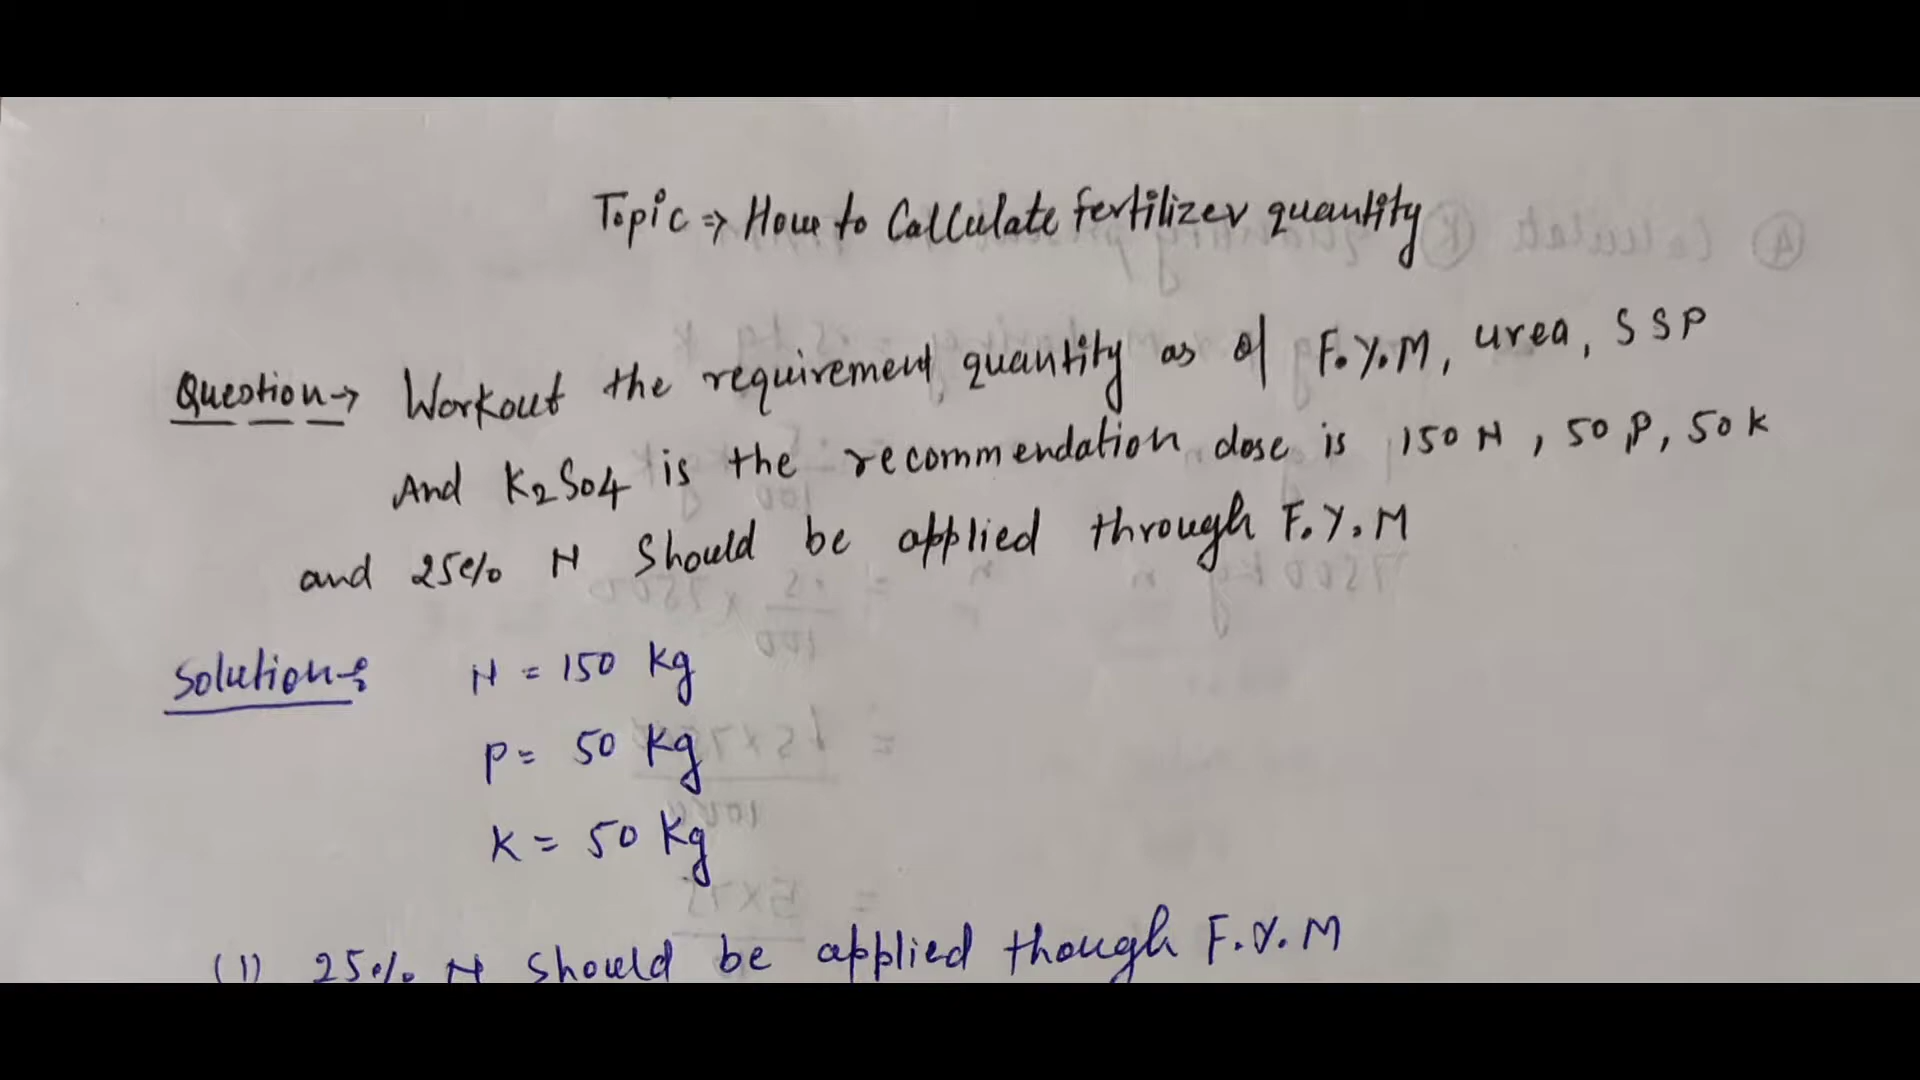 Topic ⇒ How to Calculate fertilizer quantity
Question → Workout the requirement quantity as of F.Y.M, urea, SSP
And K2So4 is the recommendation dose is 150 N, 50 P, 50 K
and 25% N Should be applied through F.Y.M
Solution :- N = 150 Kg
P = 50 Kg
K = 50 Kg
(1) 25% N Should be applied though F.Y.M